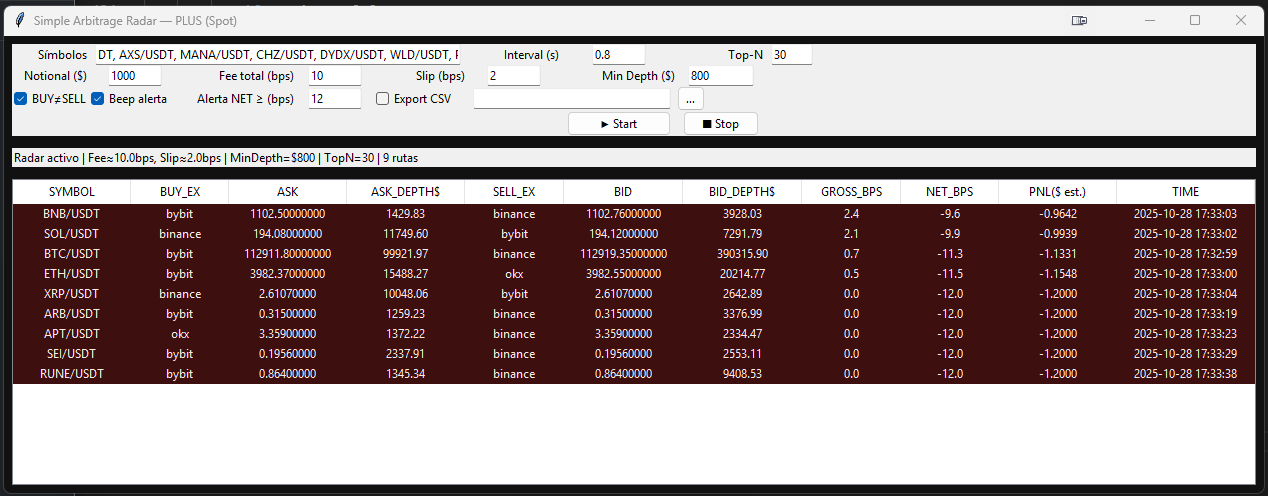 Simple Arbitrage Radar — PLUS (Spot)
Símbolos DT, AXS/USDT, MANA/USDT, CHZ/USDT, DYDX/USDT, WLD/USDT, Interval (s) 0.8 Top-N 30
Notional ($) 1000 Fee total (bps) 10 Slip (bps) 2 Min Depth ($) 800
BUY≠SELL Beep alerta Alerta NET ≥ (bps) 12 Export CSV ...
► Start ■ Stop
Radar activo | Fee≈10.0bps, Slip≈2.0bps | MinDepth=$800 | TopN=30 | 9 rutas
SYMBOL BUY_EX ASK ASK_DEPTH$ SELL_EX BID BID_DEPTH$ GROSS_BPS NET_BPS PNL($ est.) TIME
BNB/USDT bybit 1102.50000000 1429.83 binance 1102.76000000 3928.03 2.4 -9.6 -0.9642 2025-10-28 17:33:03
SOL/USDT binance 194.08000000 11749.60 bybit 194.12000000 7291.79 2.1 -9.9 -0.9939 2025-10-28 17:33:02
BTC/USDT bybit 112911.80000000 99921.97 binance 112919.35000000 390315.90 0.7 -11.3 -1.1331 2025-10-28 17:32:59
ETH/USDT bybit 3982.37000000 15488.27 okx 3982.55000000 20214.77 0.5 -11.5 -1.1548 2025-10-28 17:33:00
XRP/USDT binance 2.61070000 10048.06 bybit 2.61070000 2642.89 0.0 -12.0 -1.2000 2025-10-28 17:33:04
ARB/USDT bybit 0.31500000 1259.23 binance 0.31500000 3376.99 0.0 -12.0 -1.2000 2025-10-28 17:33:19
APT/USDT okx 3.35900000 1372.22 binance 3.35900000 2334.47 0.0 -12.0 -1.2000 2025-10-28 17:33:23
SEI/USDT bybit 0.19560000 2337.91 binance 0.19560000 2553.11 0.0 -12.0 -1.2000 2025-10-28 17:33:29
RUNE/USDT bybit 0.86400000 1345.34 binance 0.86400000 9408.53 0.0 -12.0 -1.2000 2025-10-28 17:33:38